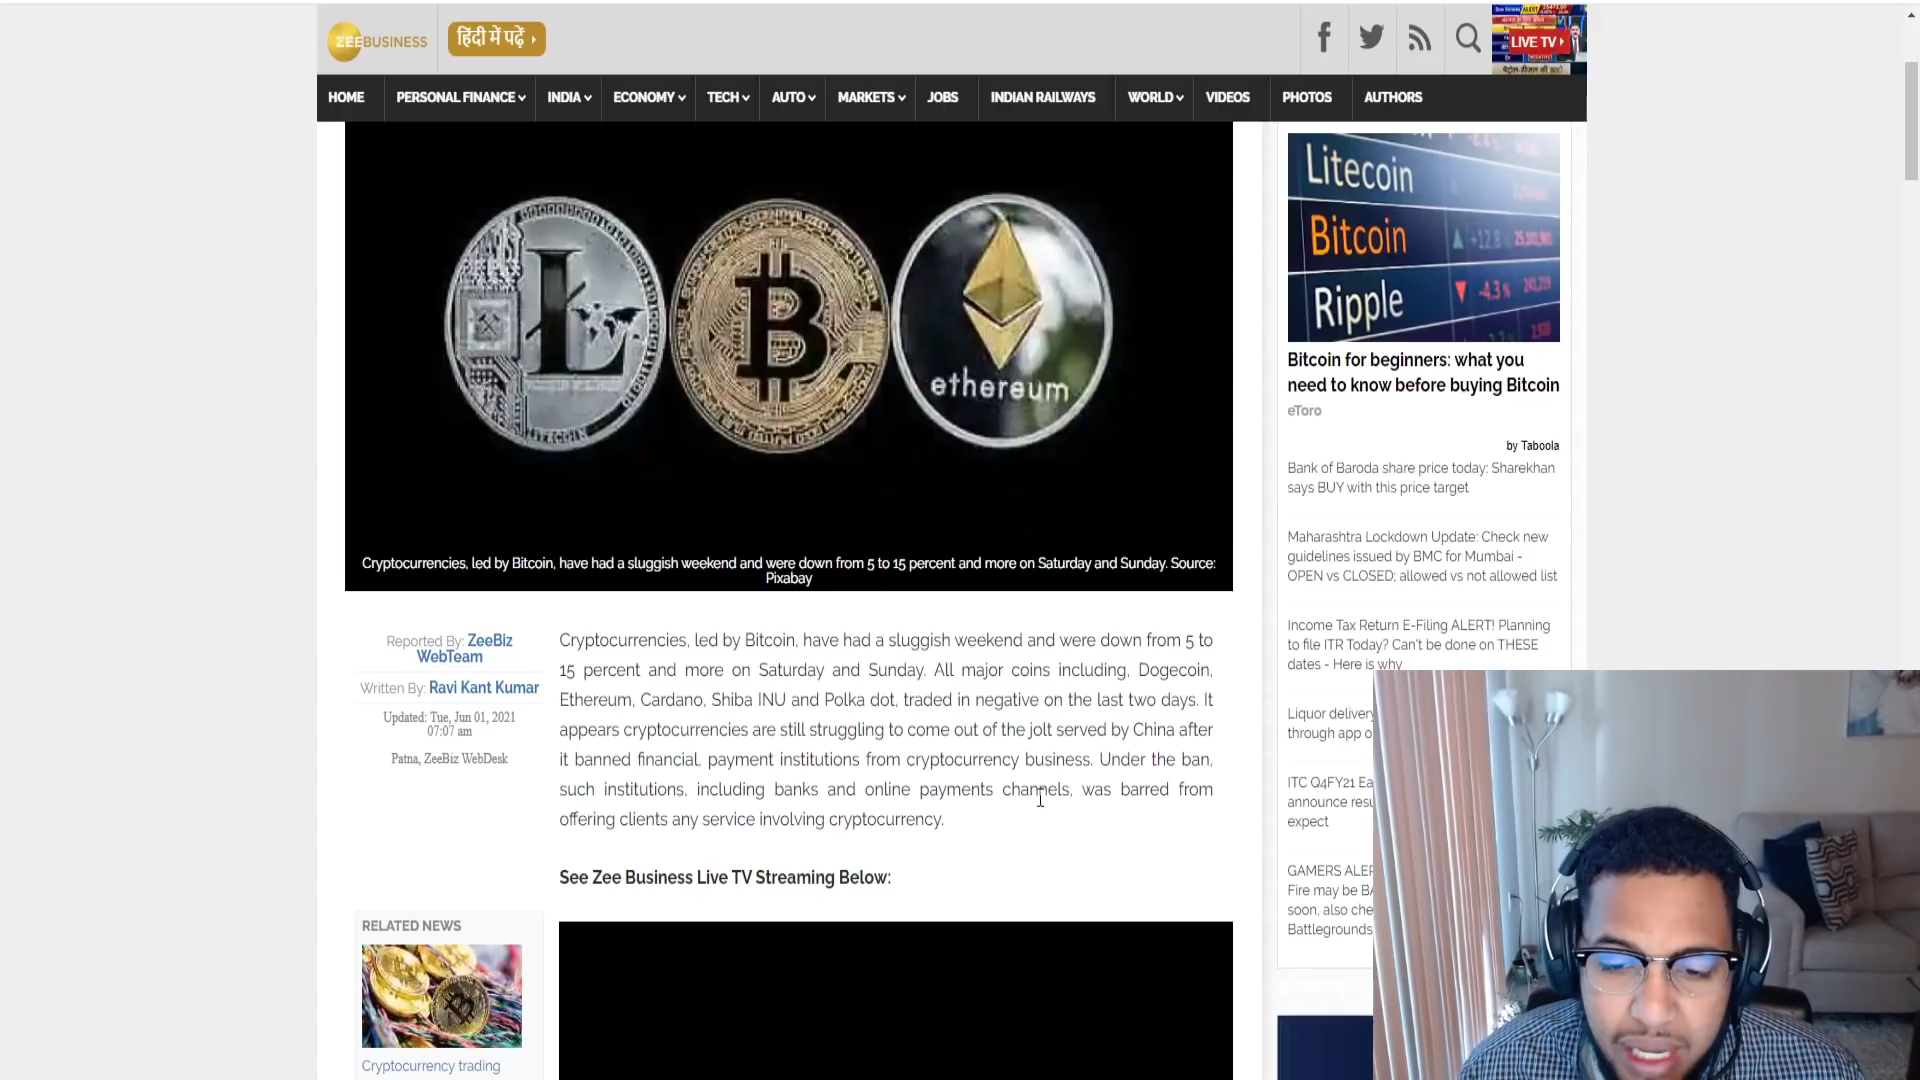 ZEEBUSINESS
हिंदी में पढ़ें
LIVE TV
HOME PERSONAL FINANCE INDIA ECONOMY TECH AUTO MARKETS JOBS INDIAN RAILWAYS WORLD VIDEOS PHOTOS AUTHORS
LITECOIN
ethereum
Cryptocurrencies, led by Bitcoin, have had a sluggish weekend and were down from 5 to 15 percent and more on Saturday and Sunday. Source:
Pixabay
Reported By: ZeeBiz
WebTeam
Written By: Ravi Kant Kumar
Updated: Tue, Jun 01, 2021
07:07 am
Patna, ZeeBiz WebDesk
Cryptocurrencies, led by Bitcoin, have had a sluggish weekend and were down from 5 to
15 percent and more on Saturday and Sunday. All major coins including, Dogecoin,
Ethereum, Cardano, Shiba INU and Polka dot, traded in negative on the last two days. It
appears cryptocurrencies are still struggling to come out of the jolt served by China after
it banned financial, payment institutions from cryptocurrency business. Under the ban,
such institutions, including banks and online payments channels, was barred from
offering clients any service involving cryptocurrency.
See Zee Business Live TV Streaming Below:
RELATED NEWS
Cryptocurrency trading
Litecoin
Bitcoin +12.8
Ripple -4.3 %
Bitcoin for beginners: what you
need to know before buying Bitcoin
eToro
by Taboola
Bank of Baroda share price today: Sharekhan
says BUY with this price target
Maharashtra Lockdown Update: Check new
guidelines issued by BMC for Mumbai -
OPEN vs CLOSED; allowed vs not allowed list
Income Tax Return E-Filing ALERT! Planning
to file ITR Today? Can't be done on THESE
dates - Here is why
Liquor delivery
through app o
ITC Q4FY21 Ea
announce resu
expect
GAMERS ALER
Fire may be BA
soon, also che
Battlegrounds